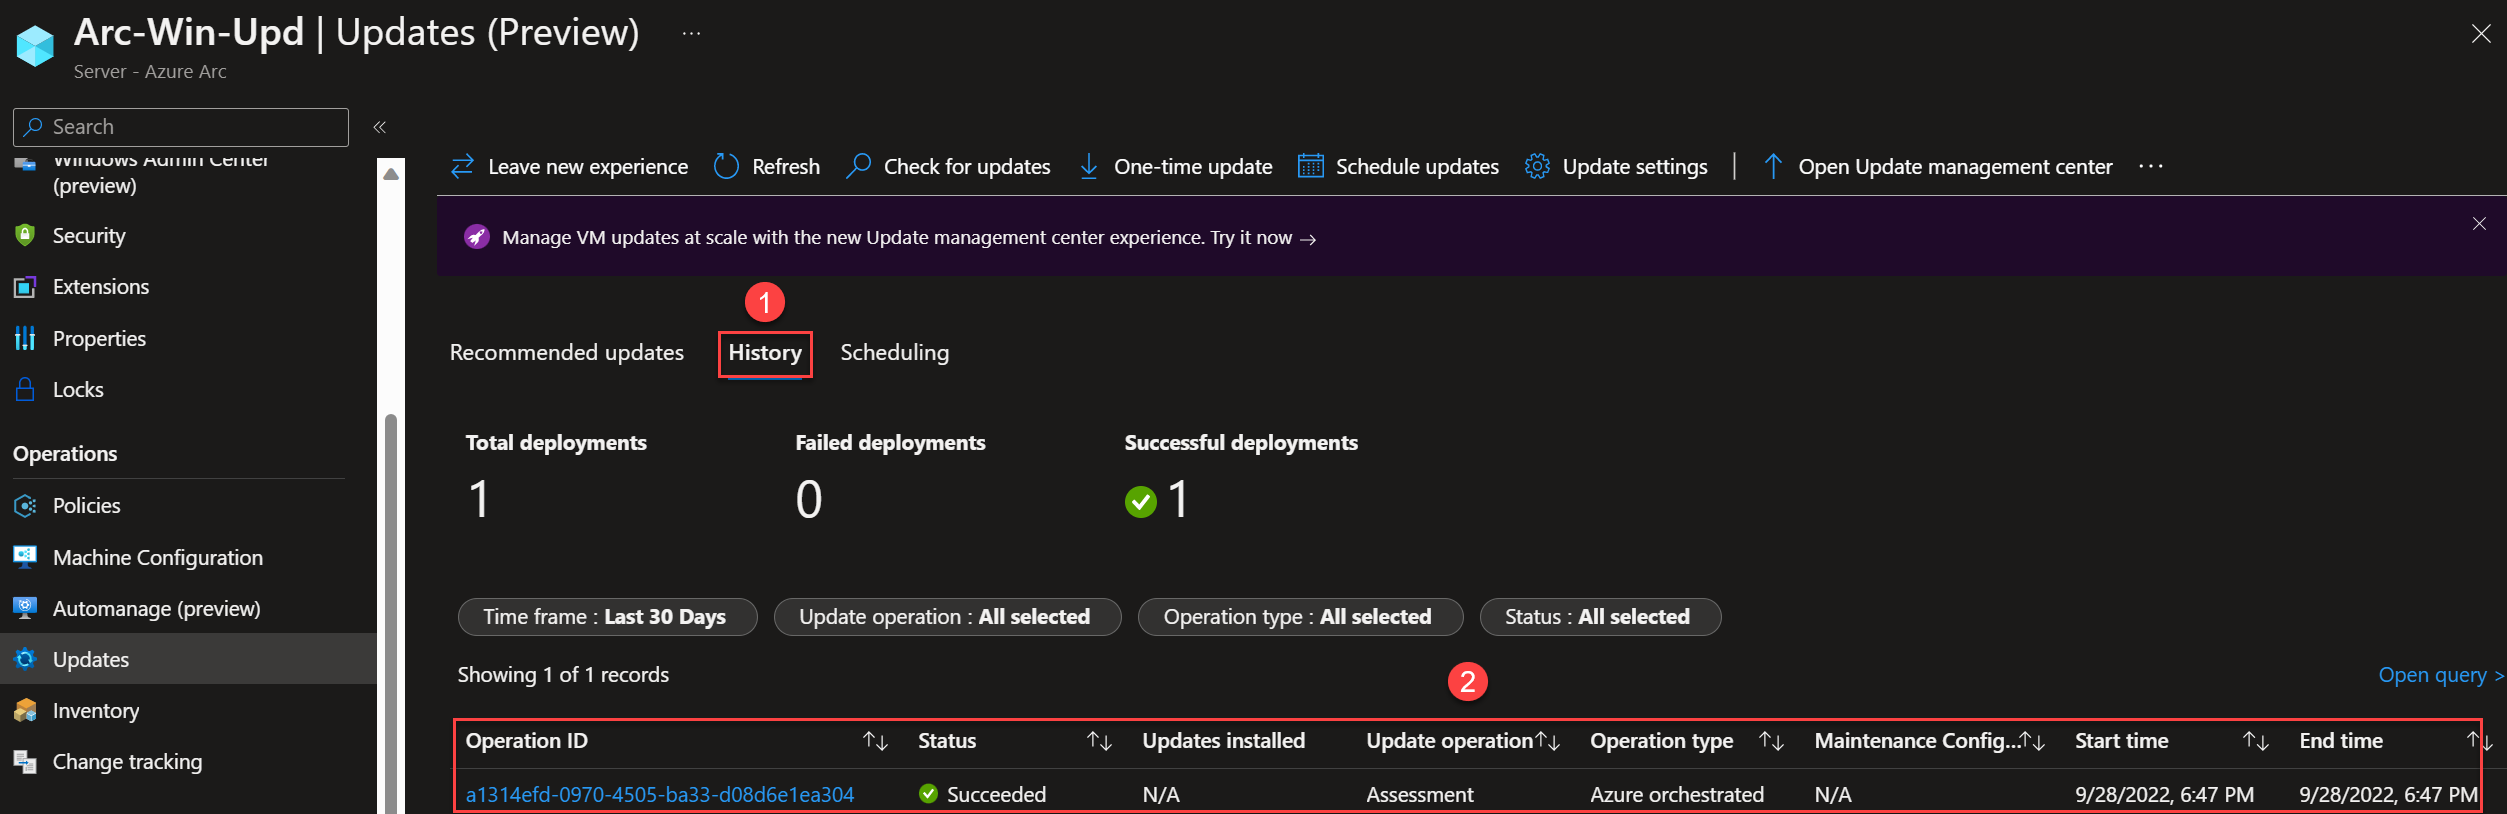 Arc-Win-Upd | Updates (Preview) ...
Server - Azure Arc
Search
Windows Admin Center
(preview)
Security
Extensions
Properties
Locks
Operations
Policies
Machine Configuration
Automanage (preview)
Updates
Inventory
Change tracking
Leave new experience Refresh Check for updates One-time update Schedule updates Update settings | Open Update management center ...
Manage VM updates at scale with the new Update management center experience. Try it now →
1
Recommended updates History Scheduling
Total deployments Failed deployments Successful deployments
1 0 1
Time frame : Last 30 Days Update operation : All selected Operation type : All selected Status : All selected
Showing 1 of 1 records 2 Open query >
Operation ID Status Updates installed Update operation Operation type Maintenance Config... Start time End time
a1314efd-0970-4505-ba33-d08d6e1ea304 Succeeded N/A Assessment Azure orchestrated N/A 9/28/2022, 6:47 PM 9/28/2022, 6:47 PM